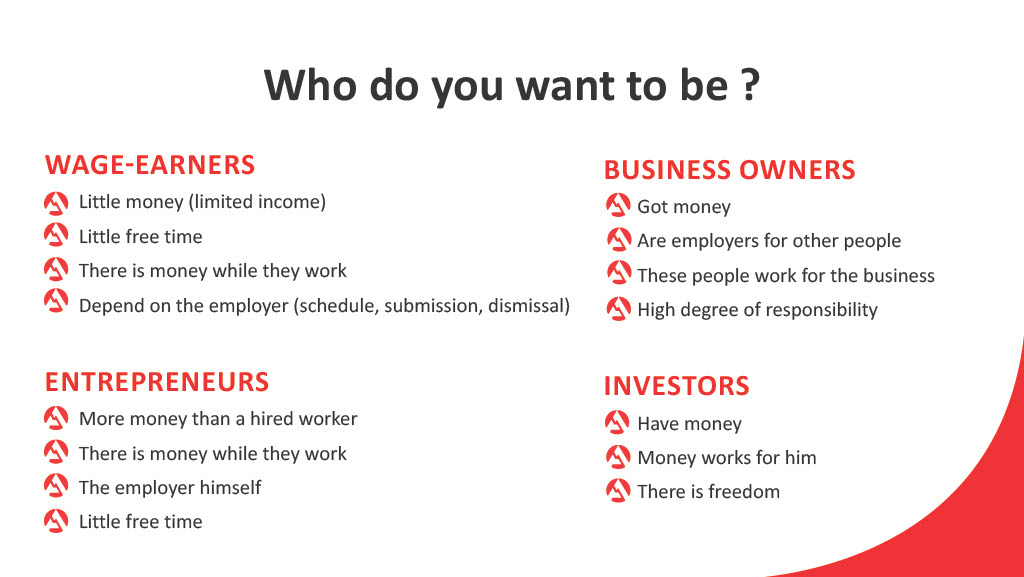 Who do you want to be ?
WAGE-EARNERS
Little money (limited income)
Little free time
There is money while they work
Depend on the employer (schedule, submission, dismissal)
ENTREPRENEURS
More money than a hired worker
There is money while they work
The employer himself
Little free time
BUSINESS OWNERS
Got money
Are employers for other people
These people work for the business
High degree of responsibility
INVESTORS
Have money
Money works for him
There is freedom